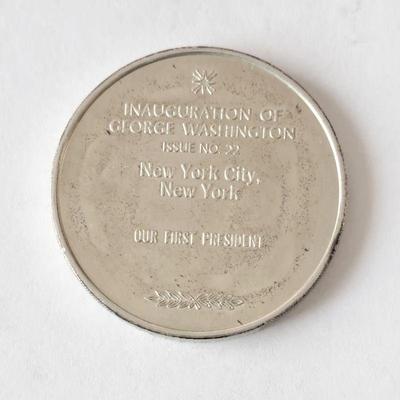 INAUGURATION OF
GEORGE WASHINGTON
ISSUE NO. 22
New York City,
New York
OUR FIRST PRESIDENT